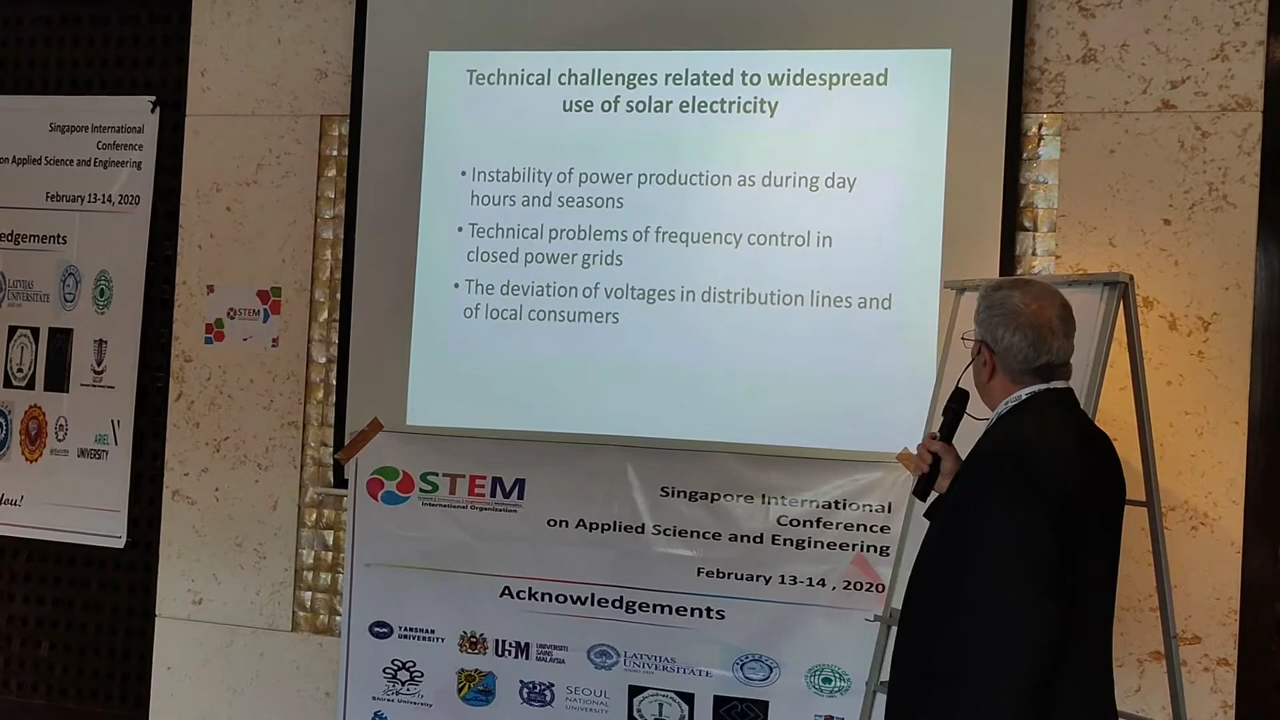 Technical challenges related to widespread
use of solar electricity
• Instability of power production as during day
hours and seasons
• Technical problems of frequency control in
closed power grids
• The deviation of voltages in distribution lines and
of local consumers
Singapore International
Conference
on Applied Science and Engineering
February 13-14, 2020
edgements
LATVIJAS
UNIVERSITATE
ARIEL
UNIVERSITY
You!
STEM
STEM
International Organization
Singapore International
Conference
on Applied Science and Engineering
February 13-14 , 2020
Acknowledgements
YANSHAN
UNIVERSITY
USM
UNIVERSITI
SAINS
MALAYSIA
LATVIJAS
UNIVERSITATE
Shiraz University
SEOUL
NATIONAL
UNIVERSITY